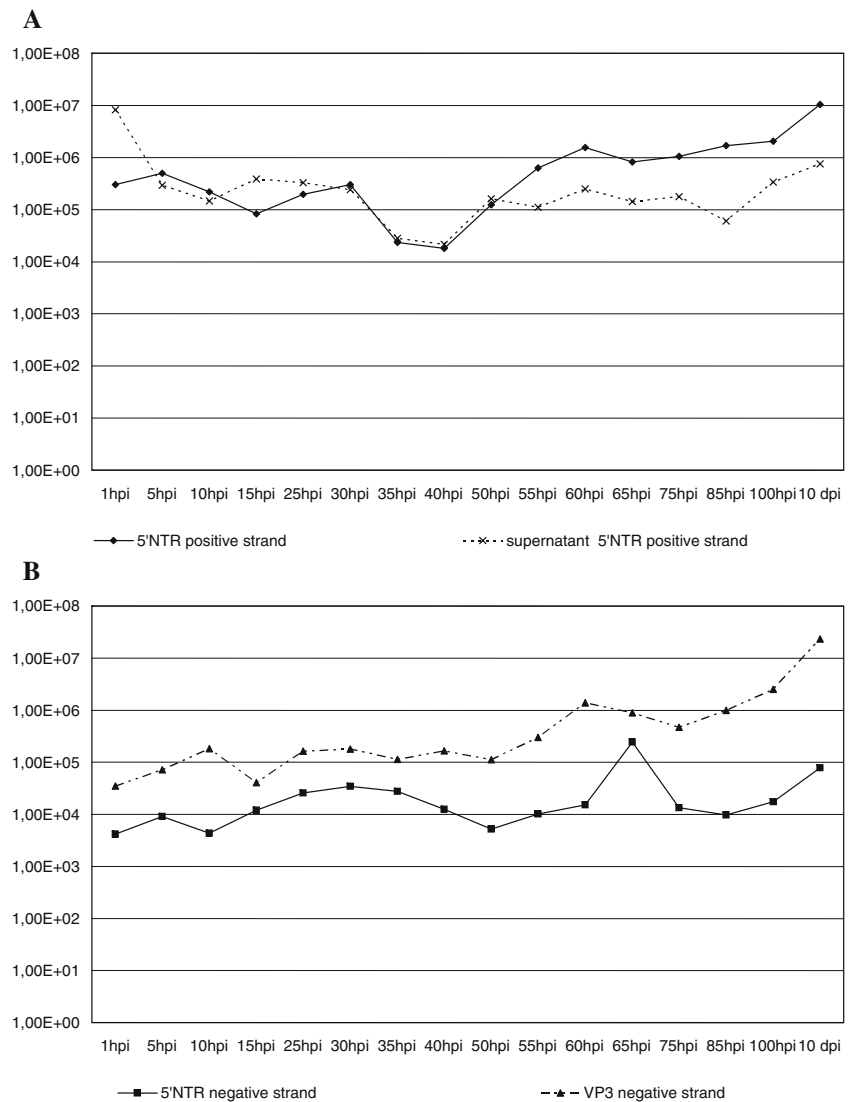 A
1,00E+08
1,00E+07
1,00E+06
1,00E+05
1,00E+04
1,00E+03
1,00E+02
1,00E+01
1,00E+00
1hpi 5hpi 10hpi 15hpi 25hpi 30hpi 35hpi 40hpi 50hpi 55hpi 60hpi 65hpi 75hpi 85hpi 100hpi 10 dpi
5'NTR positive strand
supernatant 5'NTR positive strand
B
1,00E+08
1,00E+07
1,00E+06
1,00E+05
1,00E+04
1,00E+03
1,00E+02
1,00E+01
1,00E+00
1hpi 5hpi 10hpi 15hpi 25hpi 30hpi 35hpi 40hpi 50hpi 55hpi 60hpi 65hpi 75hpi 85hpi 100hpi 10 dpi
5'NTR negative strand
VP3 negative strand